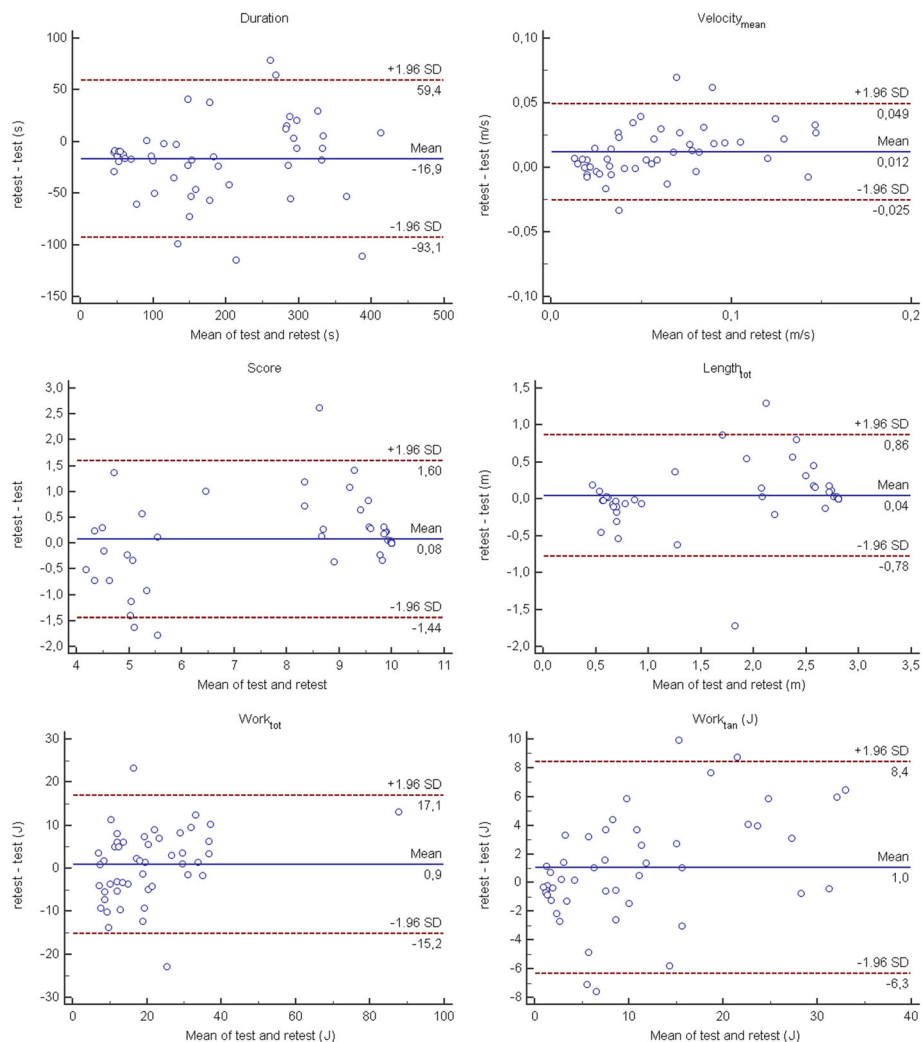 Duration
100
50
0
-50
-100
-150
retest - test (s)
+1.96 SD
59,4
Mean
-16,9
-1.96 SD
-93,1
0 100 200 300 400 500
Mean of test and retest (s)
Velocitymean
0,10
0,05
0,00
-0,05
-0,10
retest - test (m/s)
+1.96 SD
0,049
Mean
0,012
-1.96 SD
-0,025
0,0 0,1 0,2
Mean of test and retest (m/s)
Score
3,0
2,5
2,0
1,5
1,0
0,5
0,0
-0,5
-1,0
-1,5
-2,0
retest - test
+1.96 SD
1,60
Mean
0,08
-1.96 SD
-1,44
4 5 6 7 8 9 10 11
Mean of test and retest
Lengthtot
1,5
1,0
0,5
0,0
-0,5
-1,0
-1,5
-2,0
retest - test (m)
+1.96 SD
0,86
Mean
0,04
-1.96 SD
-0,78
0,0 0,5 1,0 1,5 2,0 2,5 3,0 3,5
Mean of test and retest (m)
Worktot
30
20
10
0
-10
-20
-30
retest - test (J)
+1.96 SD
17,1
Mean
0,9
-1.96 SD
-15,2
0 20 40 60 80 100
Mean of test and retest (J)
Worktan (J)
10
8
6
4
2
0
-2
-4
-6
-8
retest - test (J)
+1.96 SD
8,4
Mean
1,0
-1.96 SD
-6,3
0 10 20 30 40
Mean of test and retest (J)